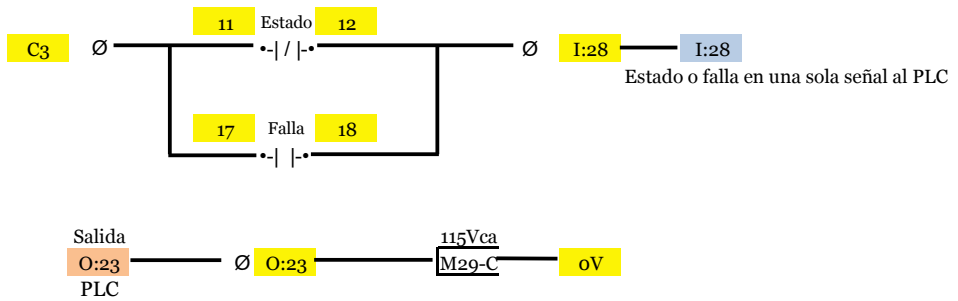 11 Estado 12
C3 Ø •-| / |-• Ø I:28 I:28
Estado o falla en una sola señal al PLC
17 Falla 18
•-| |-•
Salida 115Vca
O:23 Ø O:23 M29-C 0V
PLC